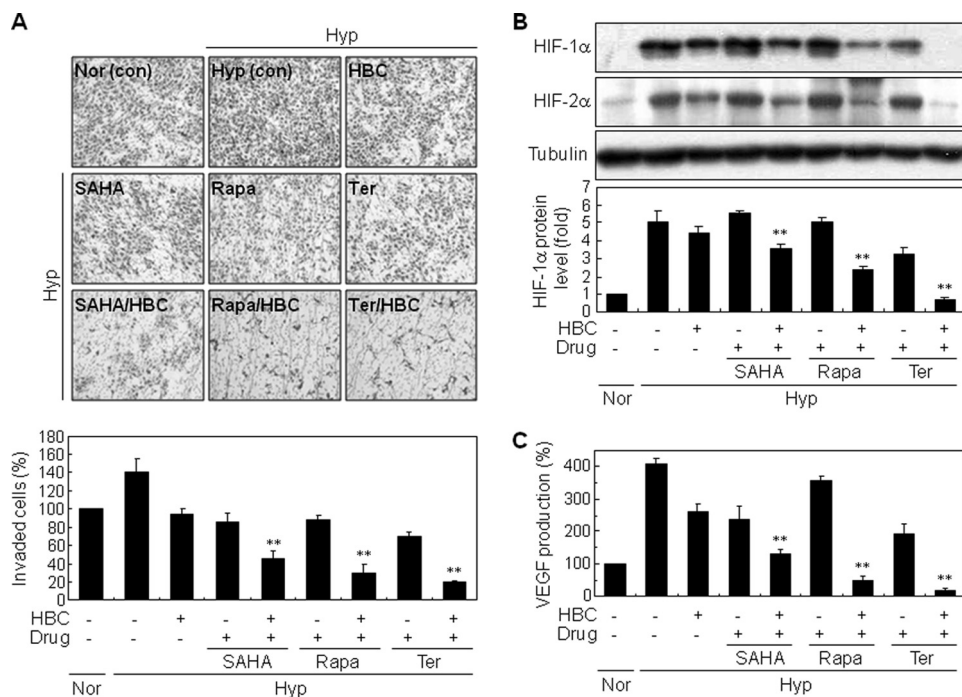 A
Hyp
Nor (con) Hyp (con) HBC
SAHA Rapa Ter
Hyp
SAHA/HBC Rapa/HBC Ter/HBC
Invaded cells (%)
180
160
140
120
100
80
60
40
20
0
HBC - - + - + - + - +
Drug - - - + + + + + +
SAHA Rapa Ter
Nor Hyp
** ** **
B
HIF-1α
HIF-2α
Tubulin
HIF-1α protein
level (fold)
7
6
5
4
3
2
1
0
** ** **
HBC - - + - + - + - +
Drug - - - + + + + + +
SAHA Rapa Ter
Nor Hyp
C
VEGF production (%)
400
300
200
100
0
** ** **
HBC - - + - + - + - +
Drug - - - + + + + + +
SAHA Rapa Ter
Nor Hyp